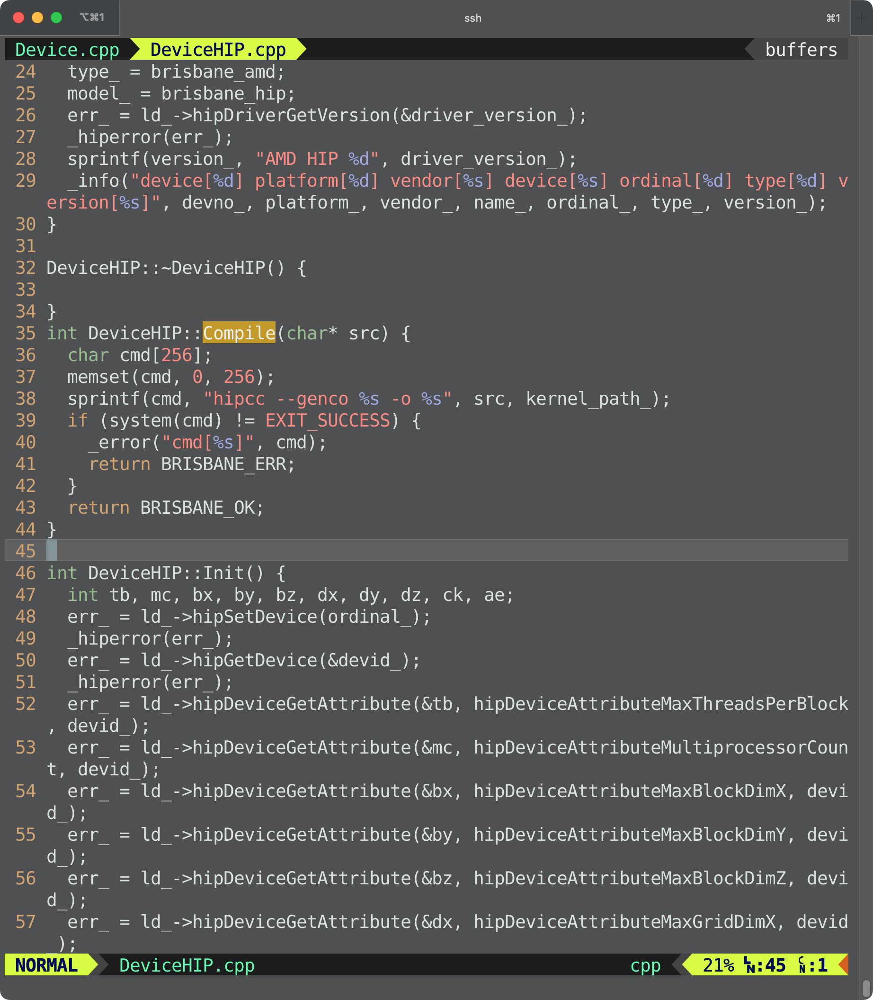 ⌥⌘1 ssh ⌘1 +
Device.cpp DeviceHIP.cpp buffers
24   type_ = brisbane_amd;
25   model_ = brisbane_hip;
26   err_ = ld_->hipDriverGetVersion(&driver_version_);
27   _hiperror(err_);
28   sprintf(version_, "AMD HIP %d", driver_version_);
29   _info("device[%d] platform[%d] vendor[%s] device[%s] ordinal[%d] type[%d] v
ersion[%s]", devno_, platform_, vendor_, name_, ordinal_, type_, version_);
30 }
31
32 DeviceHIP::~DeviceHIP() {
33
34 }
35 int DeviceHIP::Compile(char* src) {
36   char cmd[256];
37   memset(cmd, 0, 256);
38   sprintf(cmd, "hipcc --genco %s -o %s", src, kernel_path_);
39   if (system(cmd) != EXIT_SUCCESS) {
40     _error("cmd[%s]", cmd);
41     return BRISBANE_ERR;
42   }
43   return BRISBANE_OK;
44 }
45
46 int DeviceHIP::Init() {
47   int tb, mc, bx, by, bz, dx, dy, dz, ck, ae;
48   err_ = ld_->hipSetDevice(ordinal_);
49   _hiperror(err_);
50   err_ = ld_->hipGetDevice(&devid_);
51   _hiperror(err_);
52   err_ = ld_->hipDeviceGetAttribute(&tb, hipDeviceAttributeMaxThreadsPerBlock
, devid_);
53   err_ = ld_->hipDeviceGetAttribute(&mc, hipDeviceAttributeMultiprocessorCoun
t, devid_);
54   err_ = ld_->hipDeviceGetAttribute(&bx, hipDeviceAttributeMaxBlockDimX, devi
d_);
55   err_ = ld_->hipDeviceGetAttribute(&by, hipDeviceAttributeMaxBlockDimY, devi
d_);
56   err_ = ld_->hipDeviceGetAttribute(&bz, hipDeviceAttributeMaxBlockDimZ, devi
d_);
57   err_ = ld_->hipDeviceGetAttribute(&dx, hipDeviceAttributeMaxGridDimX, devid
_);
NORMAL DeviceHIP.cpp cpp 21% LN:45 CN:1